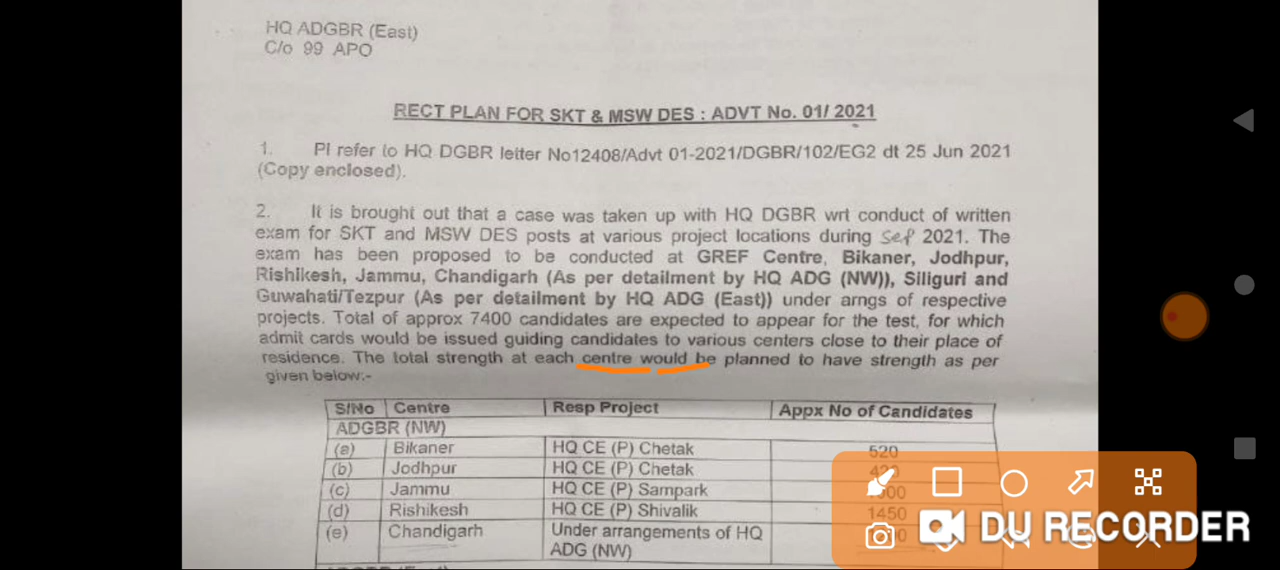 HQ ADGBR (East)
C/o 99 APO
RECT PLAN FOR SKT & MSW DES : ADVT No. 01/ 2021
1. Pl refer to HQ DGBR letter No12408/Advt 01-2021/DGBR/102/EG2 dt 25 Jun 2021
(Copy enclosed).
2. It is brought out that a case was taken up with HQ DGBR wrt conduct of written
exam for SKT and MSW DES posts at various project locations during Sep 2021. The
exam has been proposed to be conducted at GREF Centre, Bikaner, Jodhpur,
Rishikesh, Jammu, Chandigarh (As per detailment by HQ ADG (NW)), Siliguri and
Guwahati/Tezpur (As per detailment by HQ ADG (East)) under arngs of respective
projects. Total of approx 7400 candidates are expected to appear for the test, for which
admit cards would be issued guiding candidates to various centers close to their place of
residence. The total strength at each centre would be planned to have strength as per
given below:-
S/No Centre Resp Project Appx No of Candidates
ADGBR (NW)
(a) Bikaner HQ CE (P) Chetak 520
(b) Jodhpur HQ CE (P) Chetak
(c) Jammu HQ CE (P) Sampark
(d) Rishikesh HQ CE (P) Shivalik 1450
(e) Chandigarh Under arrangements of HQ
ADG (NW)
DU RECORDER